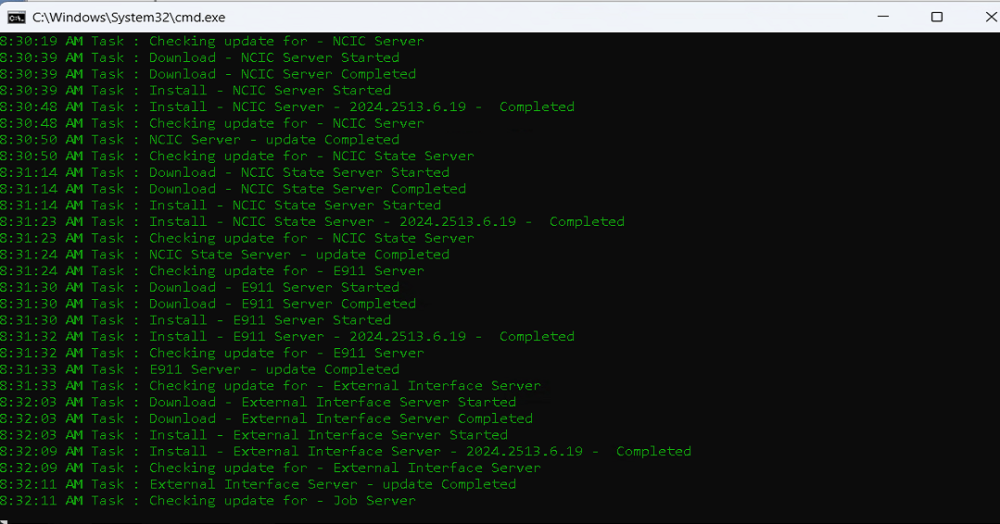 C:\Windows\System32\cmd.exe
8:30:19 AM Task : Checking update for - NCIC Server
8:30:39 AM Task : Download - NCIC Server Started
8:30:39 AM Task : Download - NCIC Server Completed
8:30:39 AM Task : Install - NCIC Server Started
8:30:48 AM Task : Install - NCIC Server - 2024.2513.6.19 -  Completed
8:30:48 AM Task : Checking update for - NCIC Server
8:30:50 AM Task : NCIC Server - update Completed
8:30:50 AM Task : Checking update for - NCIC State Server
8:31:14 AM Task : Download - NCIC State Server Started
8:31:14 AM Task : Download - NCIC State Server Completed
8:31:14 AM Task : Install - NCIC State Server Started
8:31:23 AM Task : Install - NCIC State Server - 2024.2513.6.19 -  Completed
8:31:23 AM Task : Checking update for - NCIC State Server
8:31:24 AM Task : NCIC State Server - update Completed
8:31:24 AM Task : Checking update for - E911 Server
8:31:30 AM Task : Download - E911 Server Started
8:31:30 AM Task : Download - E911 Server Completed
8:31:30 AM Task : Install - E911 Server Started
8:31:32 AM Task : Install - E911 Server - 2024.2513.6.19 -  Completed
8:31:32 AM Task : Checking update for - E911 Server
8:31:33 AM Task : E911 Server - update Completed
8:31:33 AM Task : Checking update for - External Interface Server
8:32:03 AM Task : Download - External Interface Server Started
8:32:03 AM Task : Download - External Interface Server Completed
8:32:03 AM Task : Install - External Interface Server Started
8:32:09 AM Task : Install - External Interface Server - 2024.2513.6.19 -  Completed
8:32:09 AM Task : Checking update for - External Interface Server
8:32:11 AM Task : External Interface Server - update Completed
8:32:11 AM Task : Checking update for - Job Server